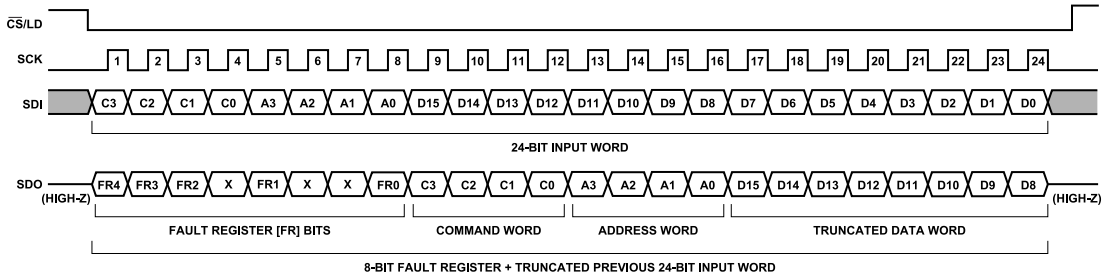 CS/LD
SCK 1 2 3 4 5 6 7 8 9 10 11 12 13 14 15 16 17 18 19 20 21 22 23 24
SDI C3 C2 C1 C0 A3 A2 A1 A0 D15 D14 D13 D12 D11 D10 D9 D8 D7 D6 D5 D4 D3 D2 D1 D0
24-BIT INPUT WORD
SDO FR4 FR3 FR2 X FR1 X X FR0 C3 C2 C1 C0 A3 A2 A1 A0 D15 D14 D13 D12 D11 D10 D9 D8
(HIGH-Z) (HIGH-Z)
FAULT REGISTER [FR] BITS COMMAND WORD ADDRESS WORD TRUNCATED DATA WORD
8-BIT FAULT REGISTER + TRUNCATED PREVIOUS 24-BIT INPUT WORD